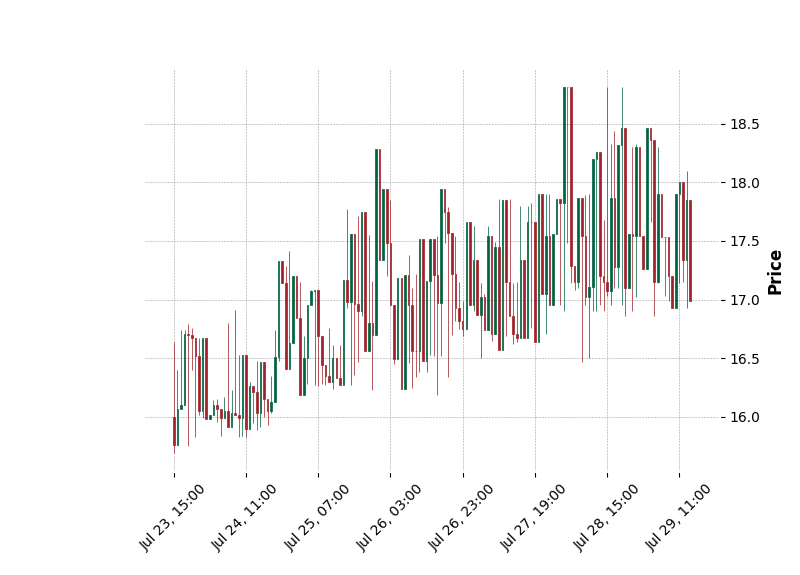 18.5
18.0
17.5
17.0
16.5
16.0
Price
Jul 23, 15:00
Jul 24, 11:00
Jul 25, 07:00
Jul 26, 03:00
Jul 26, 23:00
Jul 27, 19:00
Jul 28, 15:00
Jul 29, 11:00